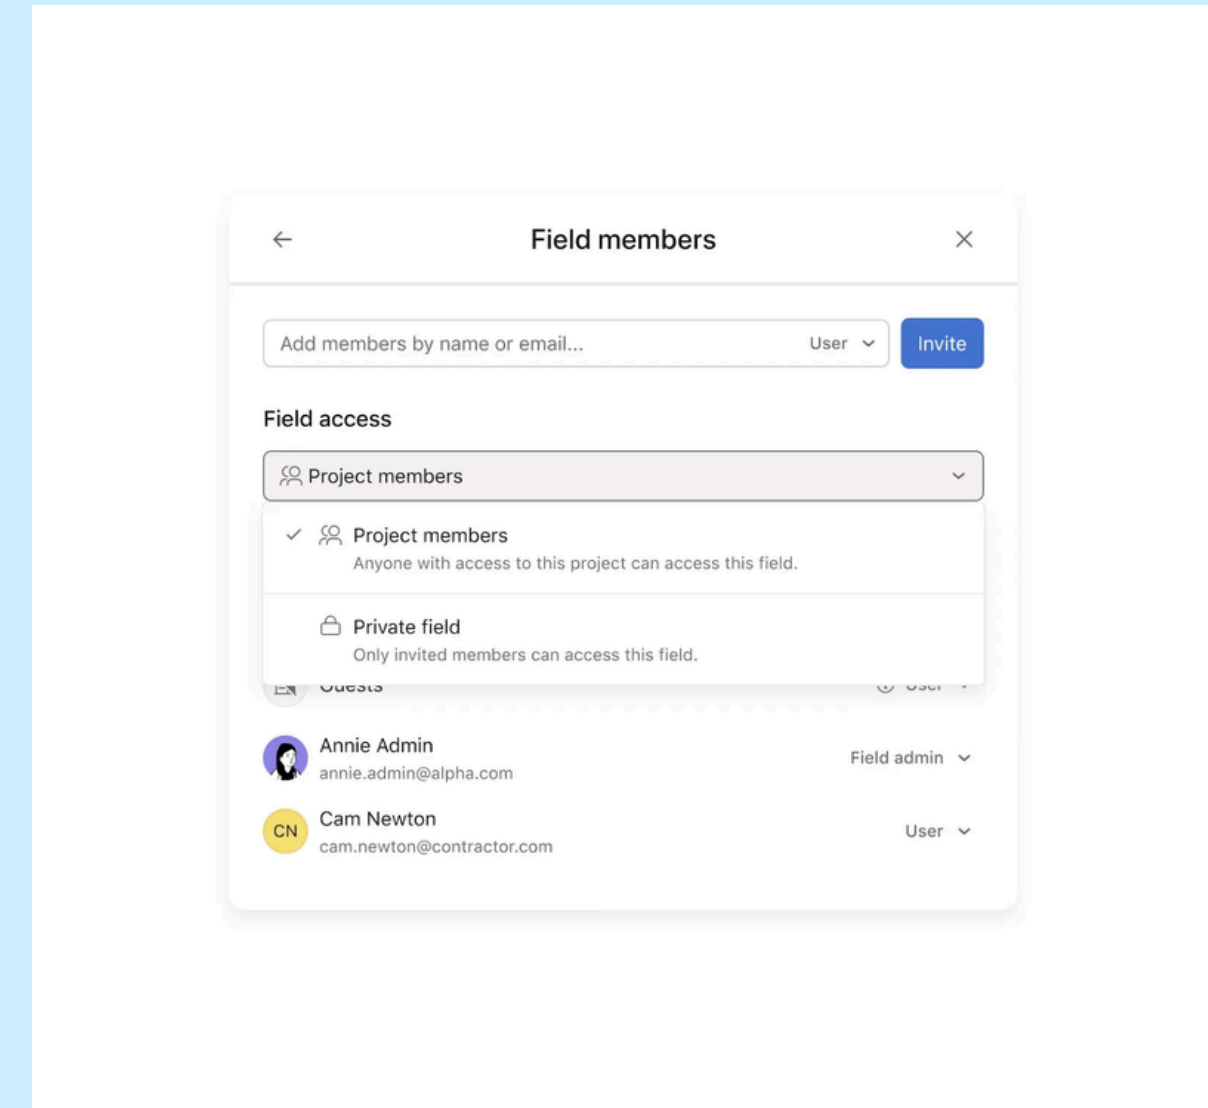 Field members
Add members by name or email...
User
Invite
Field access
Project members
Project members
Anyone with access to this project can access this field.
Private field
Only invited members can access this field.
Guests
User
Annie Admin
Field admin
annie.admin@alpha.com
CN
Cam Newton
User
cam.newton@contractor.com